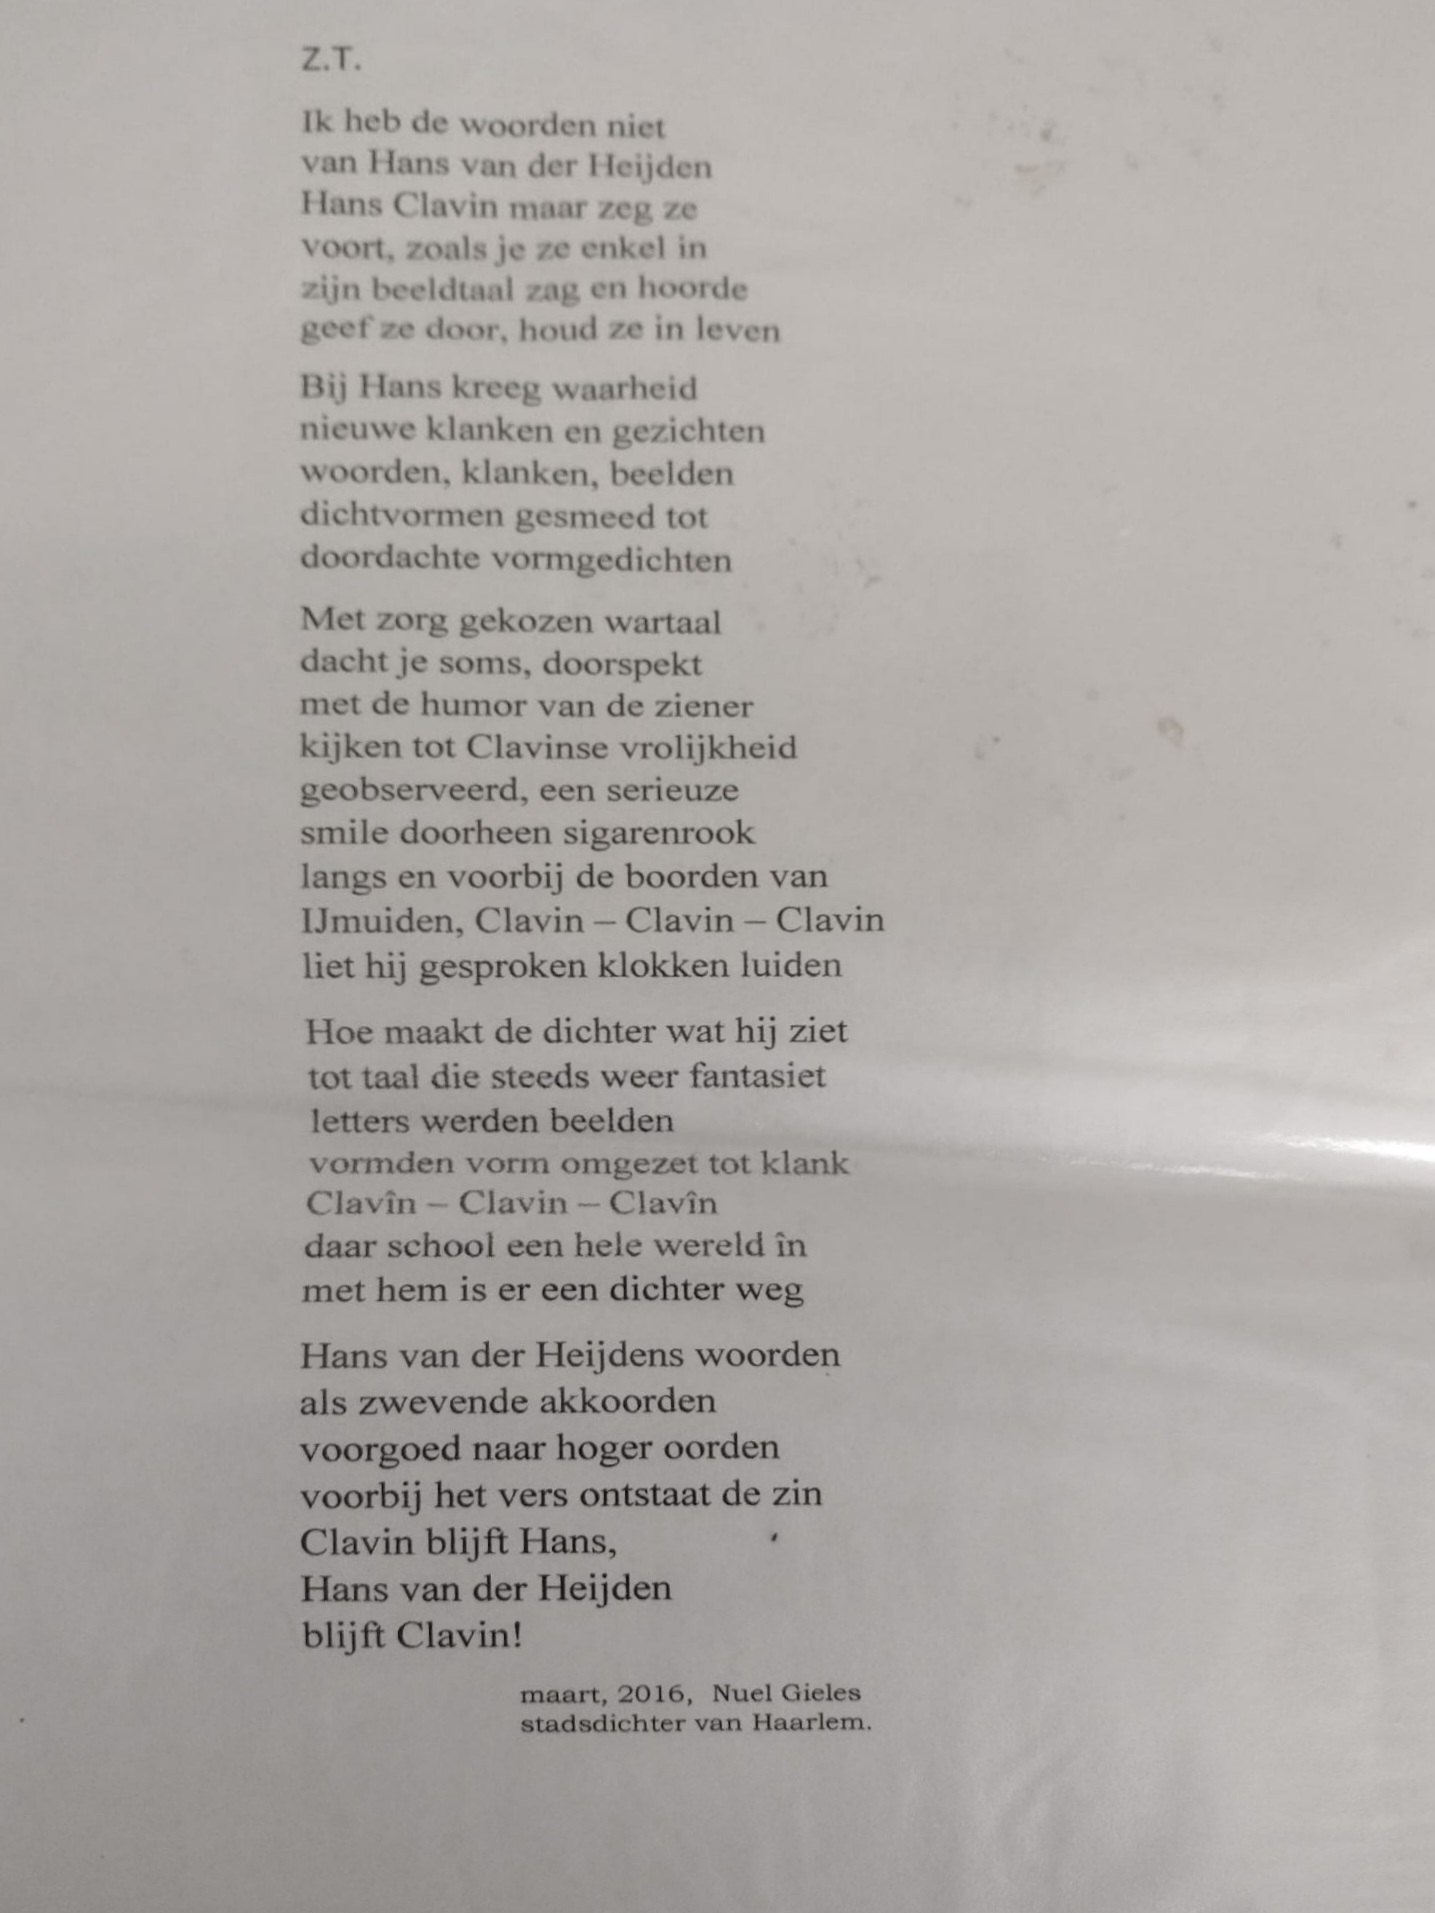 Z.T.
Ik heb de woorden niet
van Hans van der Heijden
Hans Clavin maar zeg ze
voort, zoals je ze enkel in
zijn beeldtaal zag en hoorde
geef ze door, houd ze in leven
Bij Hans kreeg waarheid
nieuwe klanken en gezichten
woorden, klanken, beelden
dichtvormen gesmeed tot
doordachte vormgedichten
Met zorg gekozen wartaal
dacht je soms, doorspekt
met de humor van de ziener
kijken tot Clavinse vrolijkheid
geobserveerd, een serieuze
smile doorheen sigarenrook
langs en voorbij de boorden van
IJmuiden, Clavin – Clavin – Clavin
liet hij gesproken klokken luiden
Hoe maakt de dichter wat hij ziet
tot taal die steeds weer fantasiet
letters werden beelden
vormden vorm omgezet tot klank
Clavîn – Clavin – Clavîn
daar school een hele wereld în
met hem is er een dichter weg
Hans van der Heijdens woorden
als zwevende akkoorden
voorgoed naar hoger oorden
voorbij het vers ontstaat de zin
Clavin blijft Hans,
Hans van der Heijden
blijft Clavin!
maart, 2016, Nuel Gieles
stadsdichter van Haarlem.